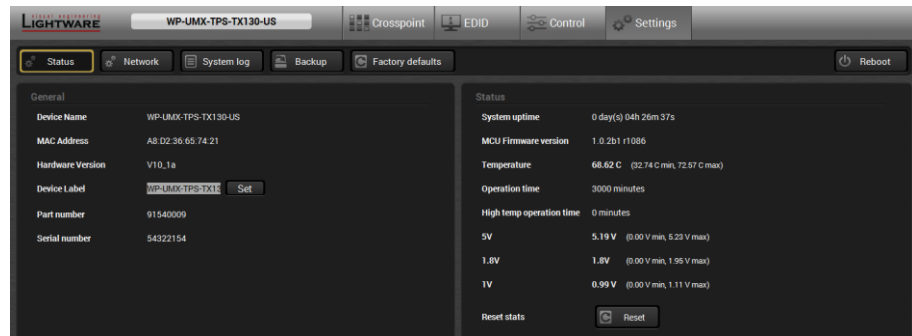 visual engineering
LIGHTWARE
WP-UMX-TPS-TX130-US
Crosspoint
EDID
Control
Settings
Status
Network
System log
Backup
Factory defaults
Reboot
General
Device Name WP-UMX-TPS-TX130-US
MAC Address A8:D2:36:65:74:21
Hardware Version V10_1a
Device Label WP-UMX-TPS-TX13 Set
Part number 91540009
Serial number 54322154
Status
System uptime 0 day(s) 04h 26m 37s
MCU Firmware version 1.0.2b1 r1086
Temperature 68.62 C (32.74 C min, 72.57 C max)
Operation time 3000 minutes
High temp operation time 0 minutes
5V 5.19 V (0.00 V min, 5.23 V max)
1.8V 1.8V (0.00 V min, 1.95 V max)
1V 0.99 V (0.00 V min, 1.11 V max)
Reset stats Reset